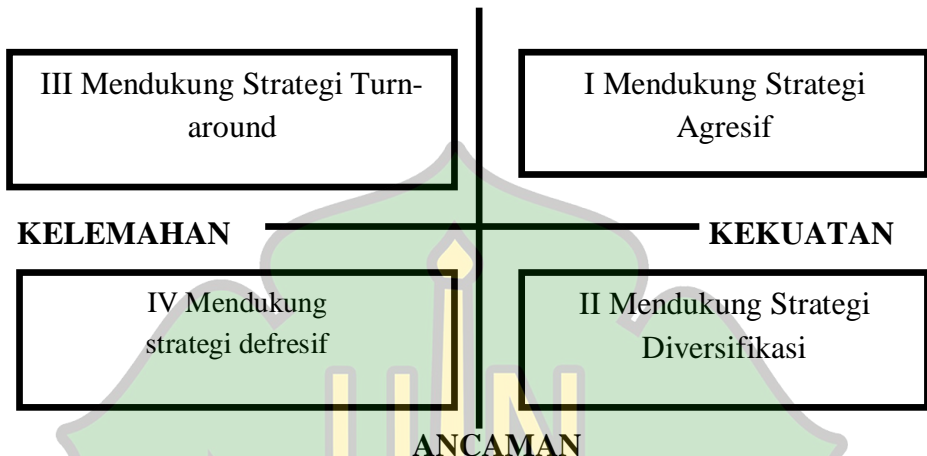 III Mendukung Strategi Turn-
around
I Mendukung Strategi
Agresif
KELEMAHAN
KEKUATAN
IV Mendukung
strategi defresif
II Mendukung Strategi
Diversifikasi
UIN
ANCAMAN